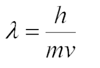 λ = h / mv